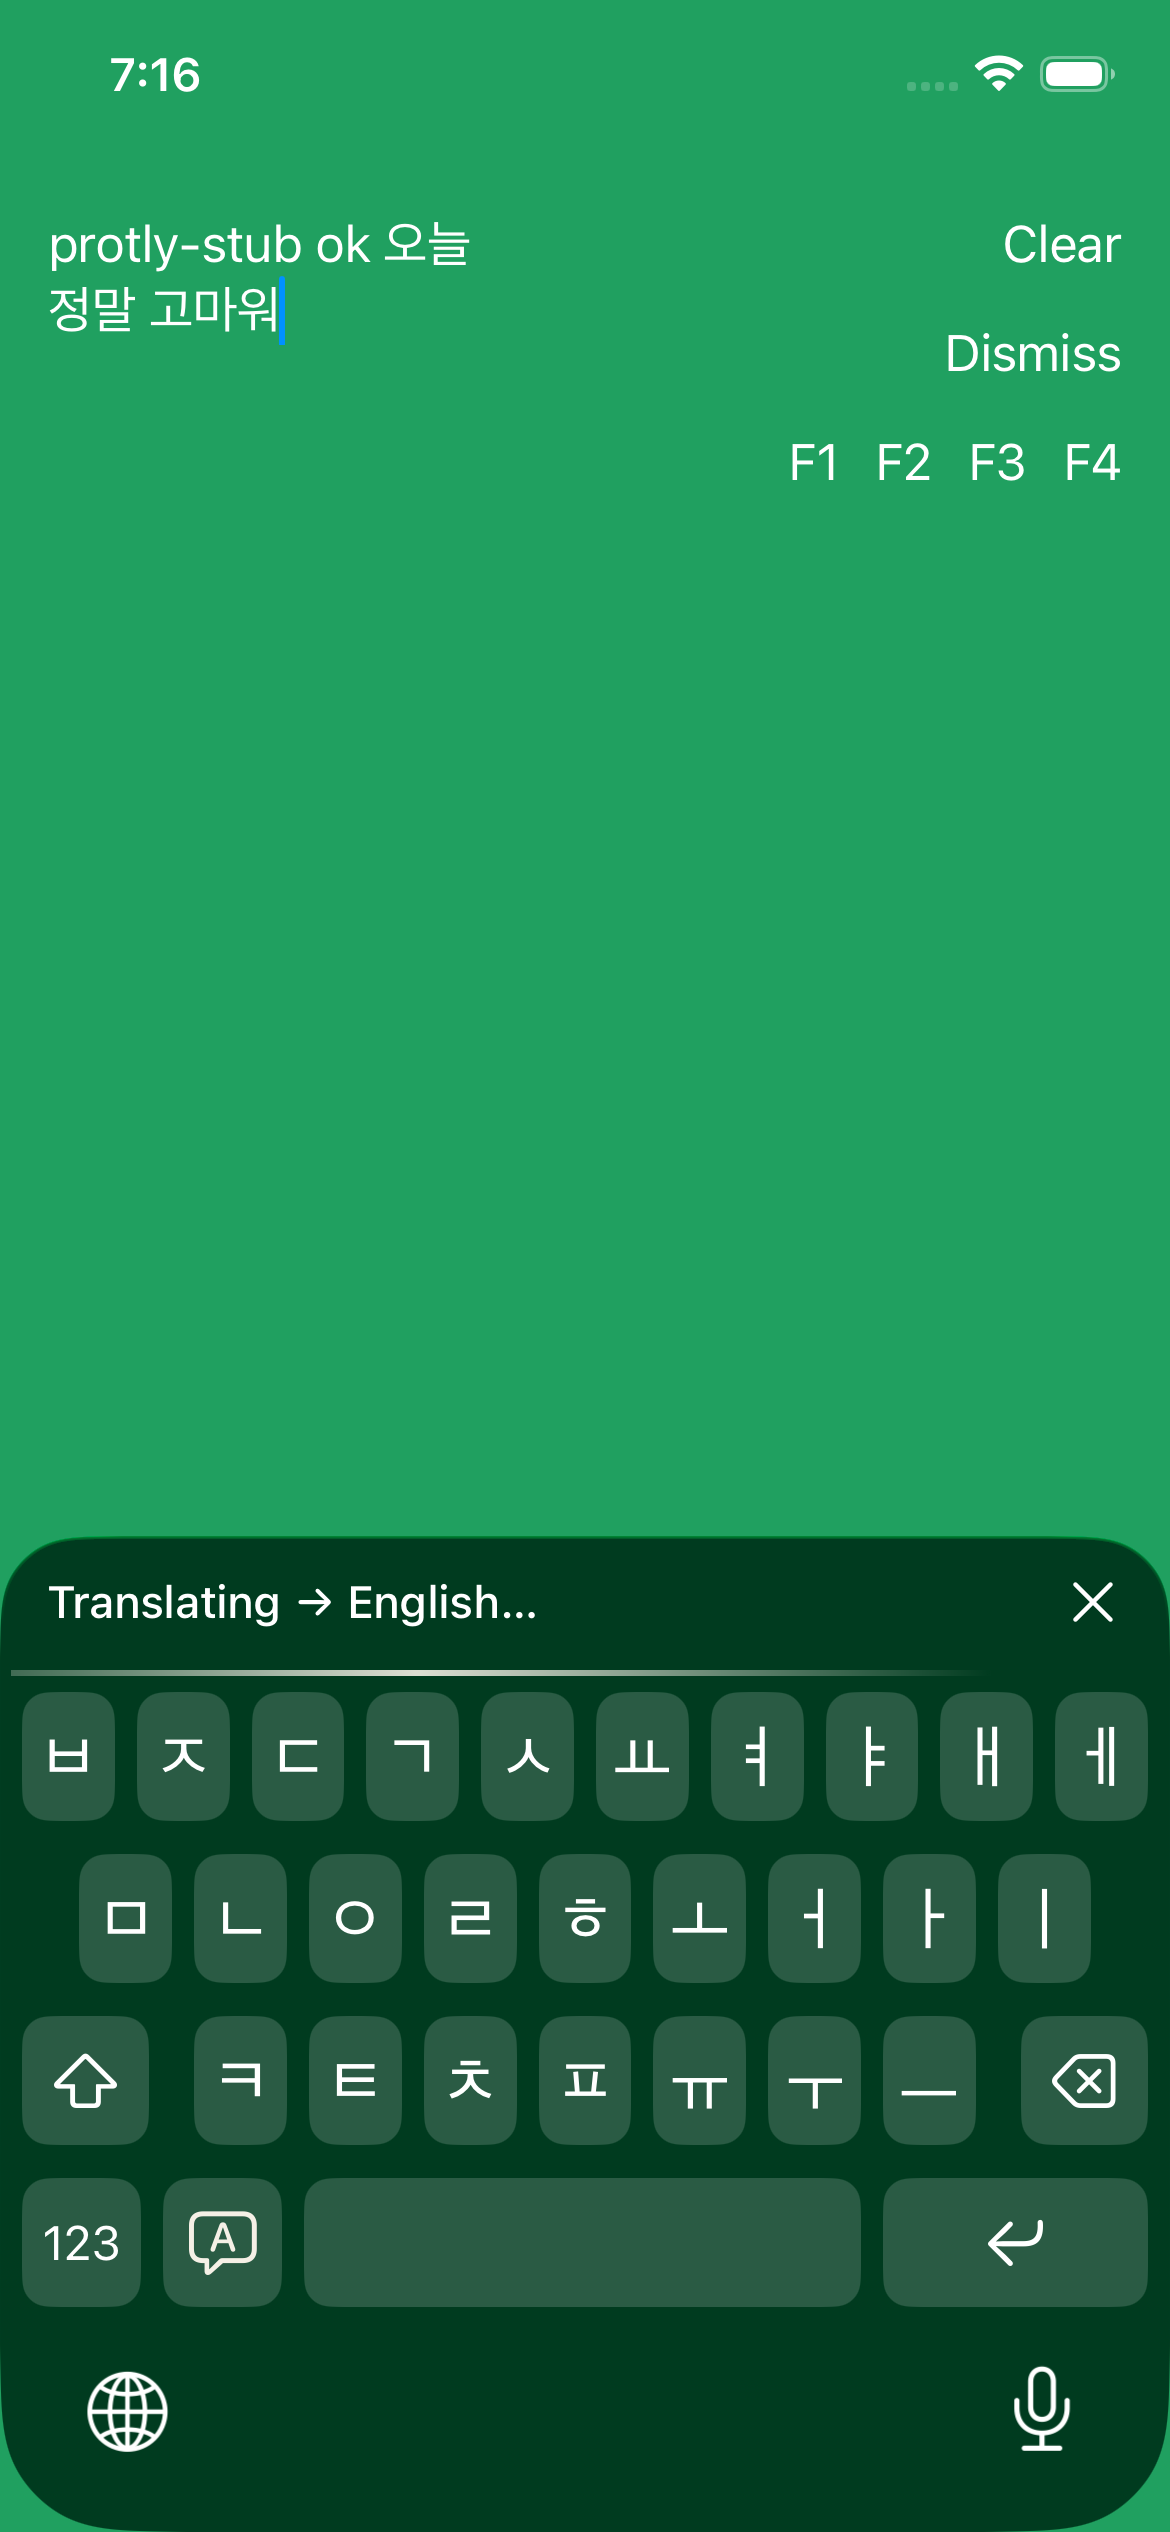 7:16
protly-stub ok 오늘
정말 고마워
Clear
Dismiss
F1 F2 F3 F4
Translating → English...
ㅂ ㅈ ㄷ ㄱ ㅅ ㅛ ㅕ ㅑ ㅐ ㅔ
ㅁ ㄴ ㅇ ㄹ ㅎ ㅗ ㅓ ㅏ ㅣ
ㅋ ㅌ ㅊ ㅍ ㅠ ㅜ ㅡ
123 A